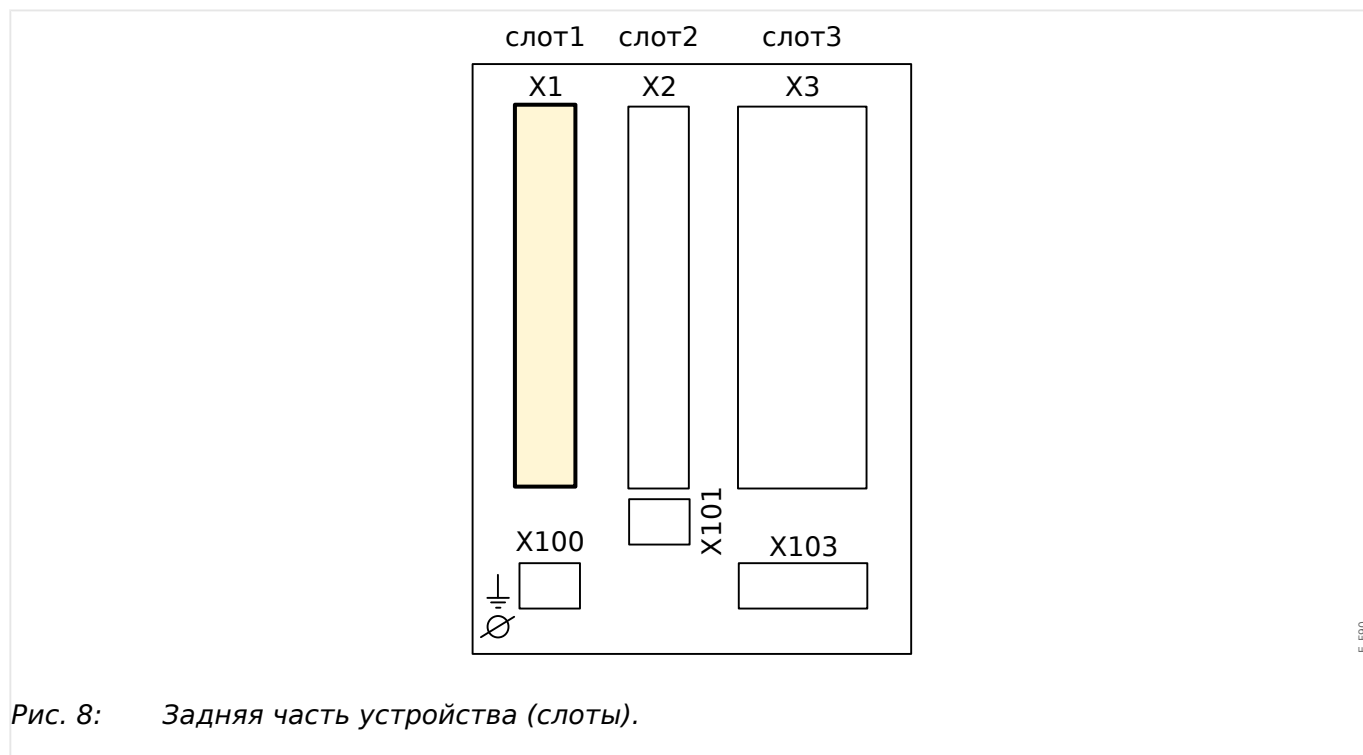 слот1 слот2 слот3
X1 X2 X3
X101
X100 X103
Рис. 8: Задняя часть устройства (слоты).